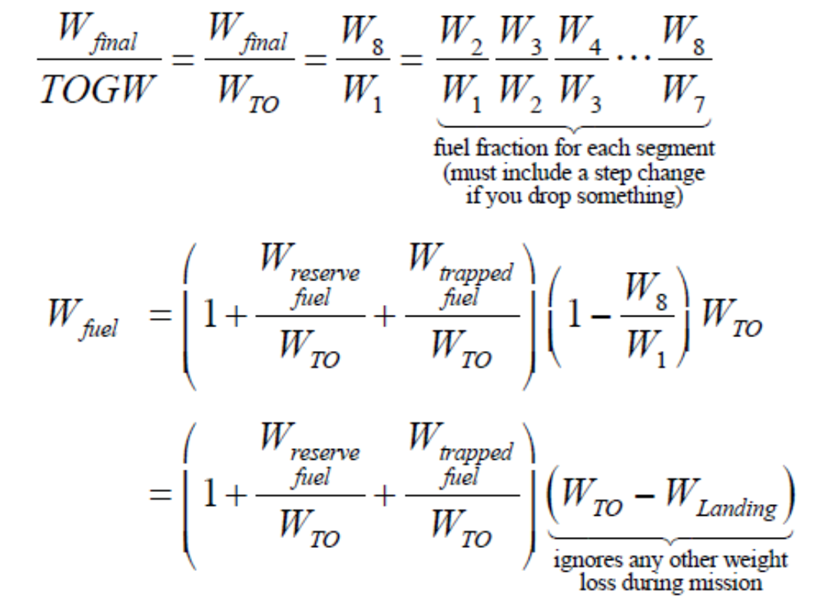 W_final / TOGW = W_final / W_TO = W_8 / W_1 = W_2 / W_1 W_3 / W_2 W_4 / W_3 ⋯ W_8 / W_7
fuel fraction for each segment
(must include a step change
if you drop something)
W_fuel = ( 1 + W_reserve fuel / W_TO + W_trapped fuel / W_TO ) ( 1 − W_8 / W_1 ) W_TO
= ( 1 + W_reserve fuel / W_TO + W_trapped fuel / W_TO ) ( W_TO − W_Landing )
ignores any other weight
loss during mission